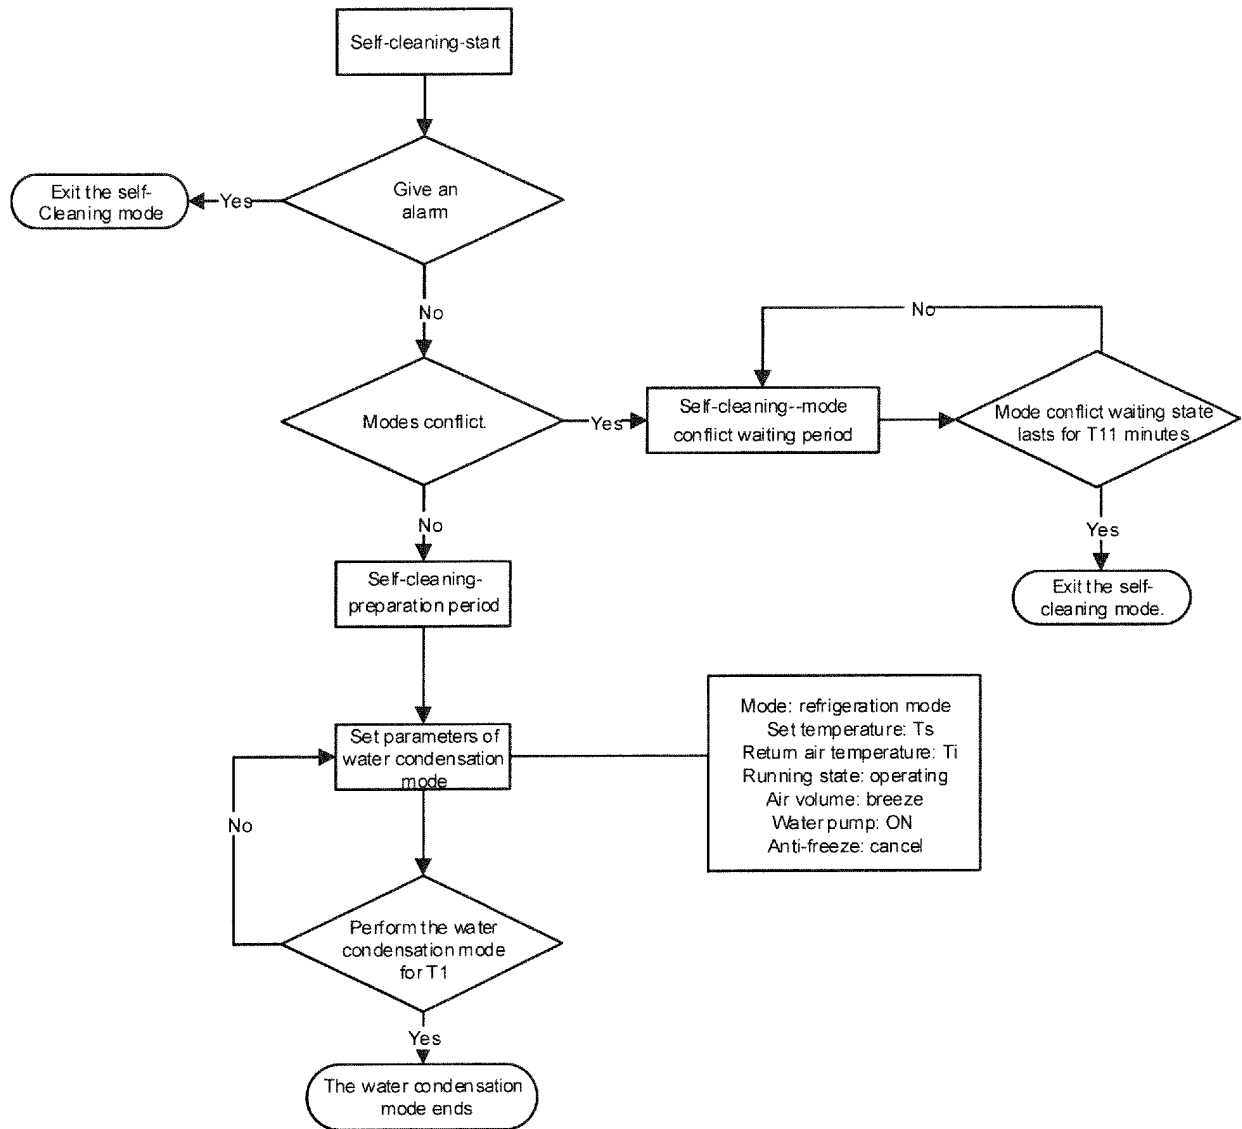 Self-cleaning-start
Give an
alarm
Yes
Exit the self-
Cleaning mode
No
Modes conflict.
Yes
Self-cleaning--mode
conflict waiting period
No
Mode conflict waiting state
lasts for T11 minutes
Yes
Exit the self-
cleaning mode.
No
Self-cleaning-
preparation period
Set parameters of
water condensation
mode
Mode: refrigeration mode
Set temperature: Ts
Return air temperature: Ti
Running state: operating
Air volume: breeze
Water pump: ON
Anti-freeze: cancel
No
Perform the water
condensation mode
for T1
Yes
The water condensation
mode ends